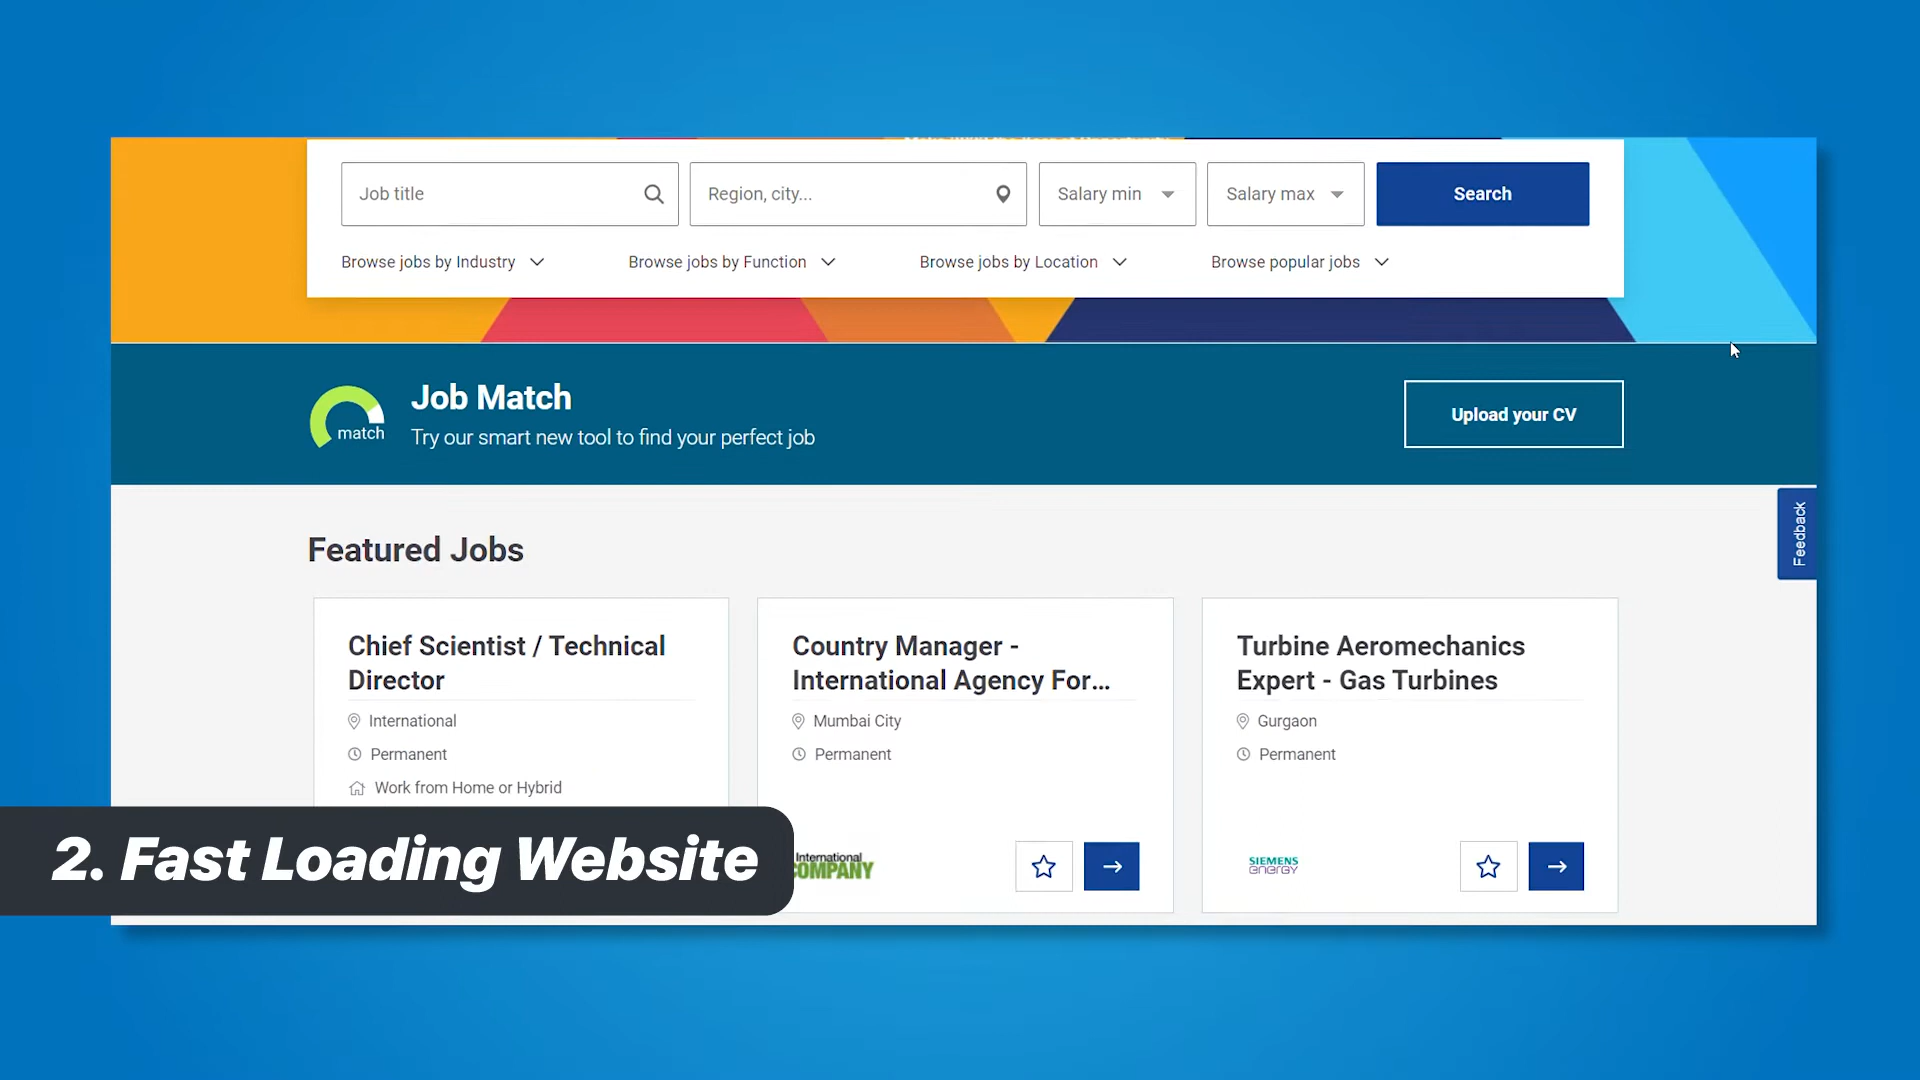 Job title
Region, city...
Salary min
Salary max
Search
Browse jobs by Industry
Browse jobs by Function
Browse jobs by Location
Browse popular jobs
match
Job Match
Try our smart new tool to find your perfect job
Upload your CV
Feedback
Featured Jobs
Chief Scientist / Technical
Director
International
Permanent
Work from Home or Hybrid
Country Manager -
International Agency For...
Mumbai City
Permanent
International
COMPANY
Turbine Aeromechanics
Expert - Gas Turbines
Gurgaon
Permanent
SIEMENS
energy
2. Fast Loading Website